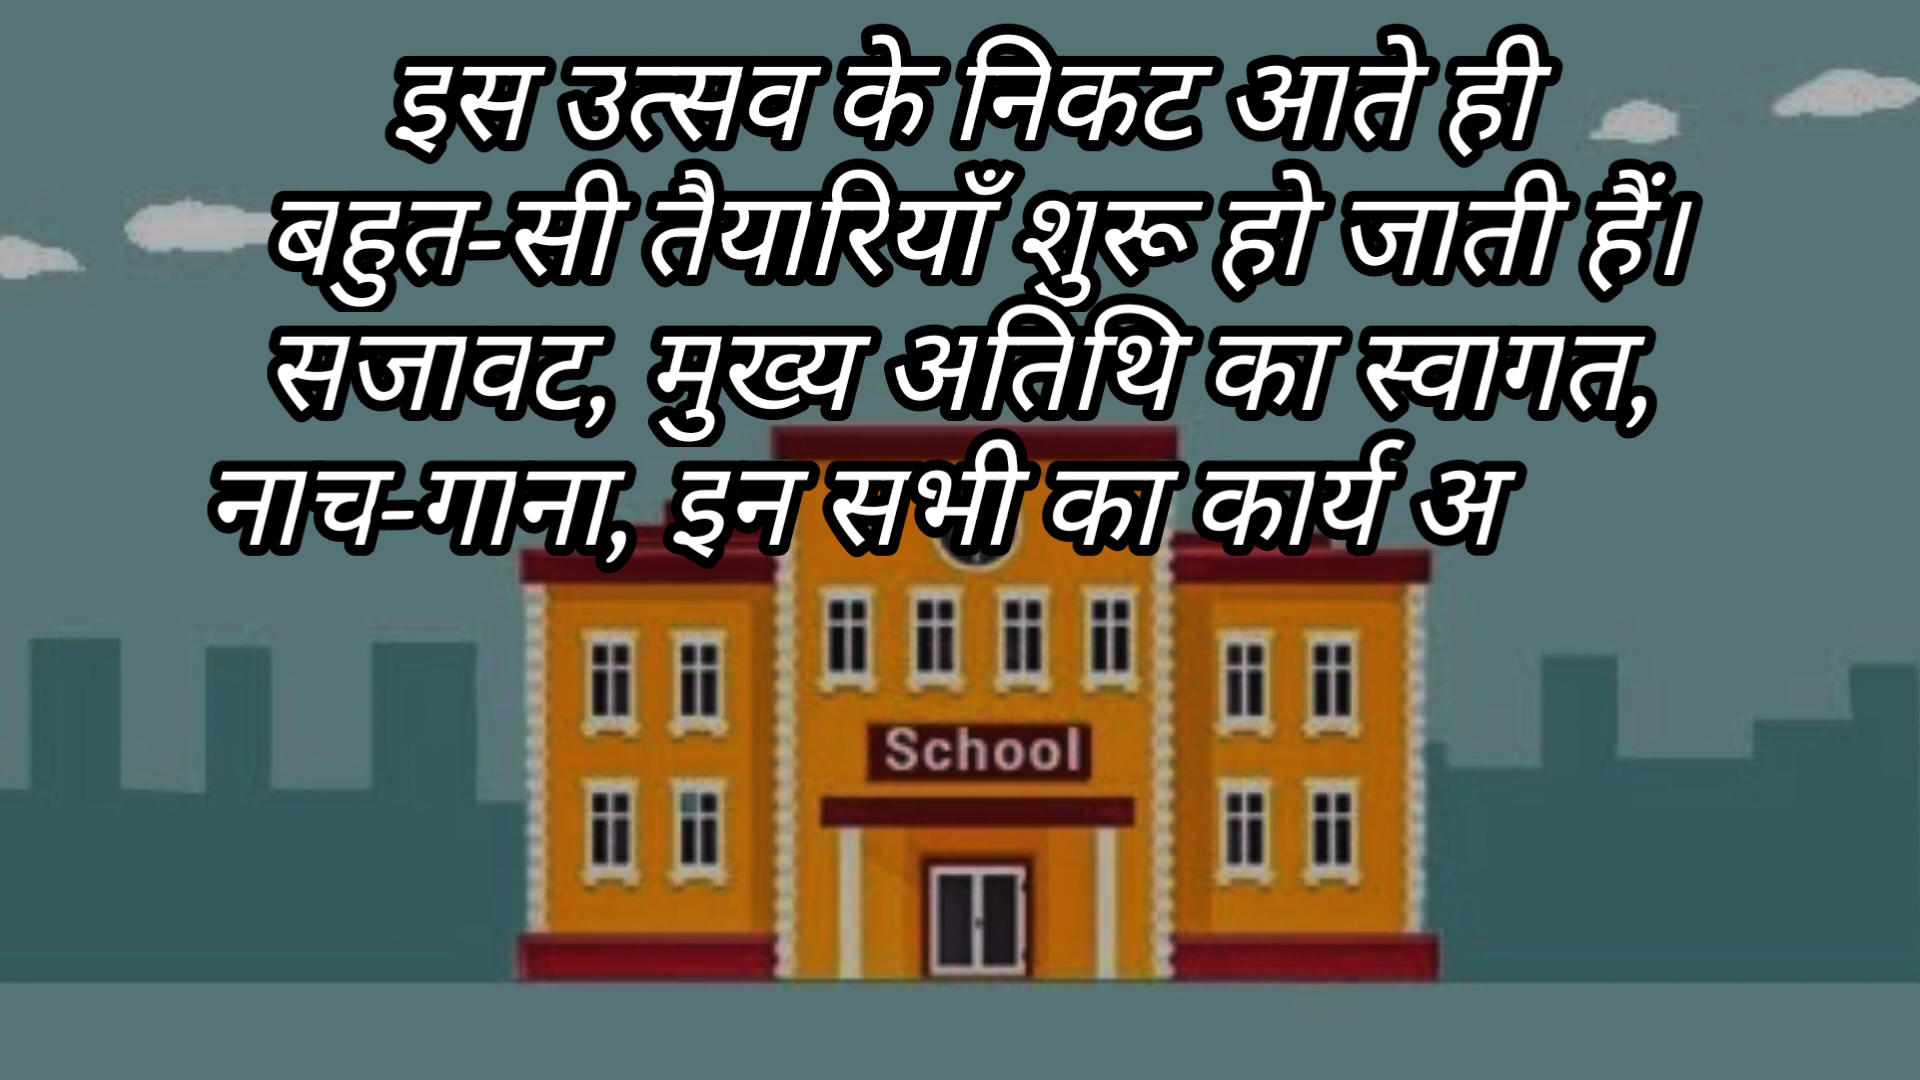 इस उत्सव के निकट आते ही
बहुत-सी तैयारियाँ शुरू हो जाती हैं।
सजावट, मुख्य अतिथि का स्वागत,
नाच-गाना, इन सभी का कार्य अ
School